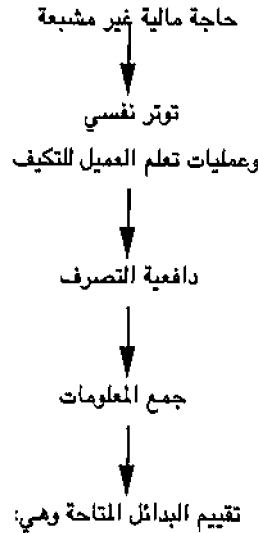 حاجة مالية غير مشبعة
توتر نفسي
وعمليات تعلم العميل للتكيف
دافعية التصرف
جمع المعلومات
تقييم البدائل المتاحة وهي: